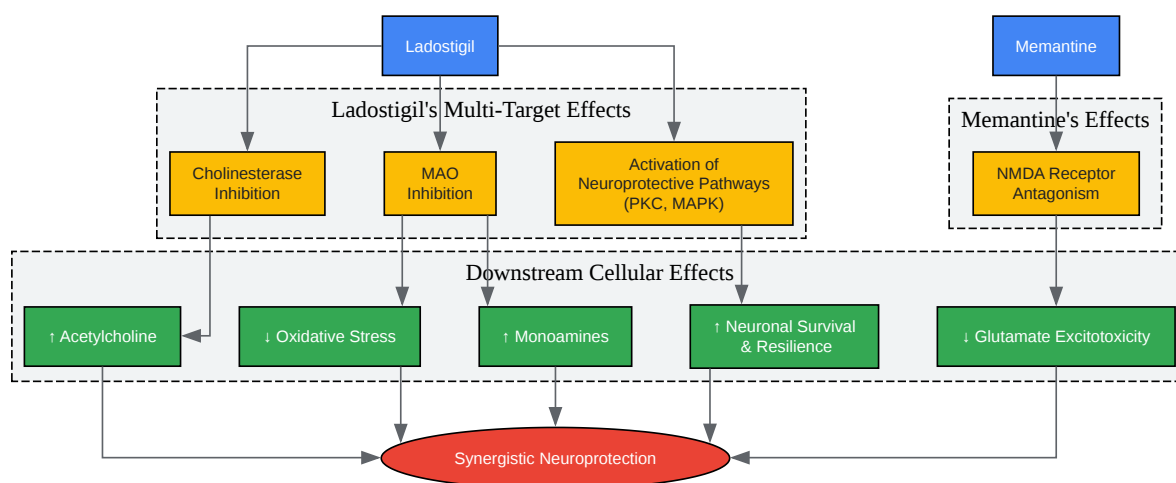 Ladostigil
Memantine
Ladostigil's Multi-Target Effects
Memantine's Effects
Cholinesterase
Inhibition
MAO
Inhibition
Activation of
Neuroprotective Pathways
(PKC, MAPK)
NMDA Receptor
Antagonism
Downstream Cellular Effects
↑ Acetylcholine
↓ Oxidative Stress
↑ Monoamines
↑ Neuronal Survival
& Resilience
↓ Glutamate Excitotoxicity
Synergistic Neuroprotection